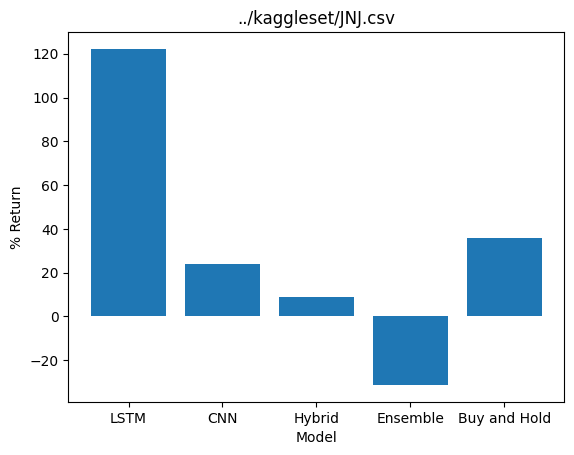 ../kaggleset/JNJ.csv
120
100
80
60
40
20
0
−20
% Return
LSTM CNN Hybrid Ensemble Buy and Hold
Model